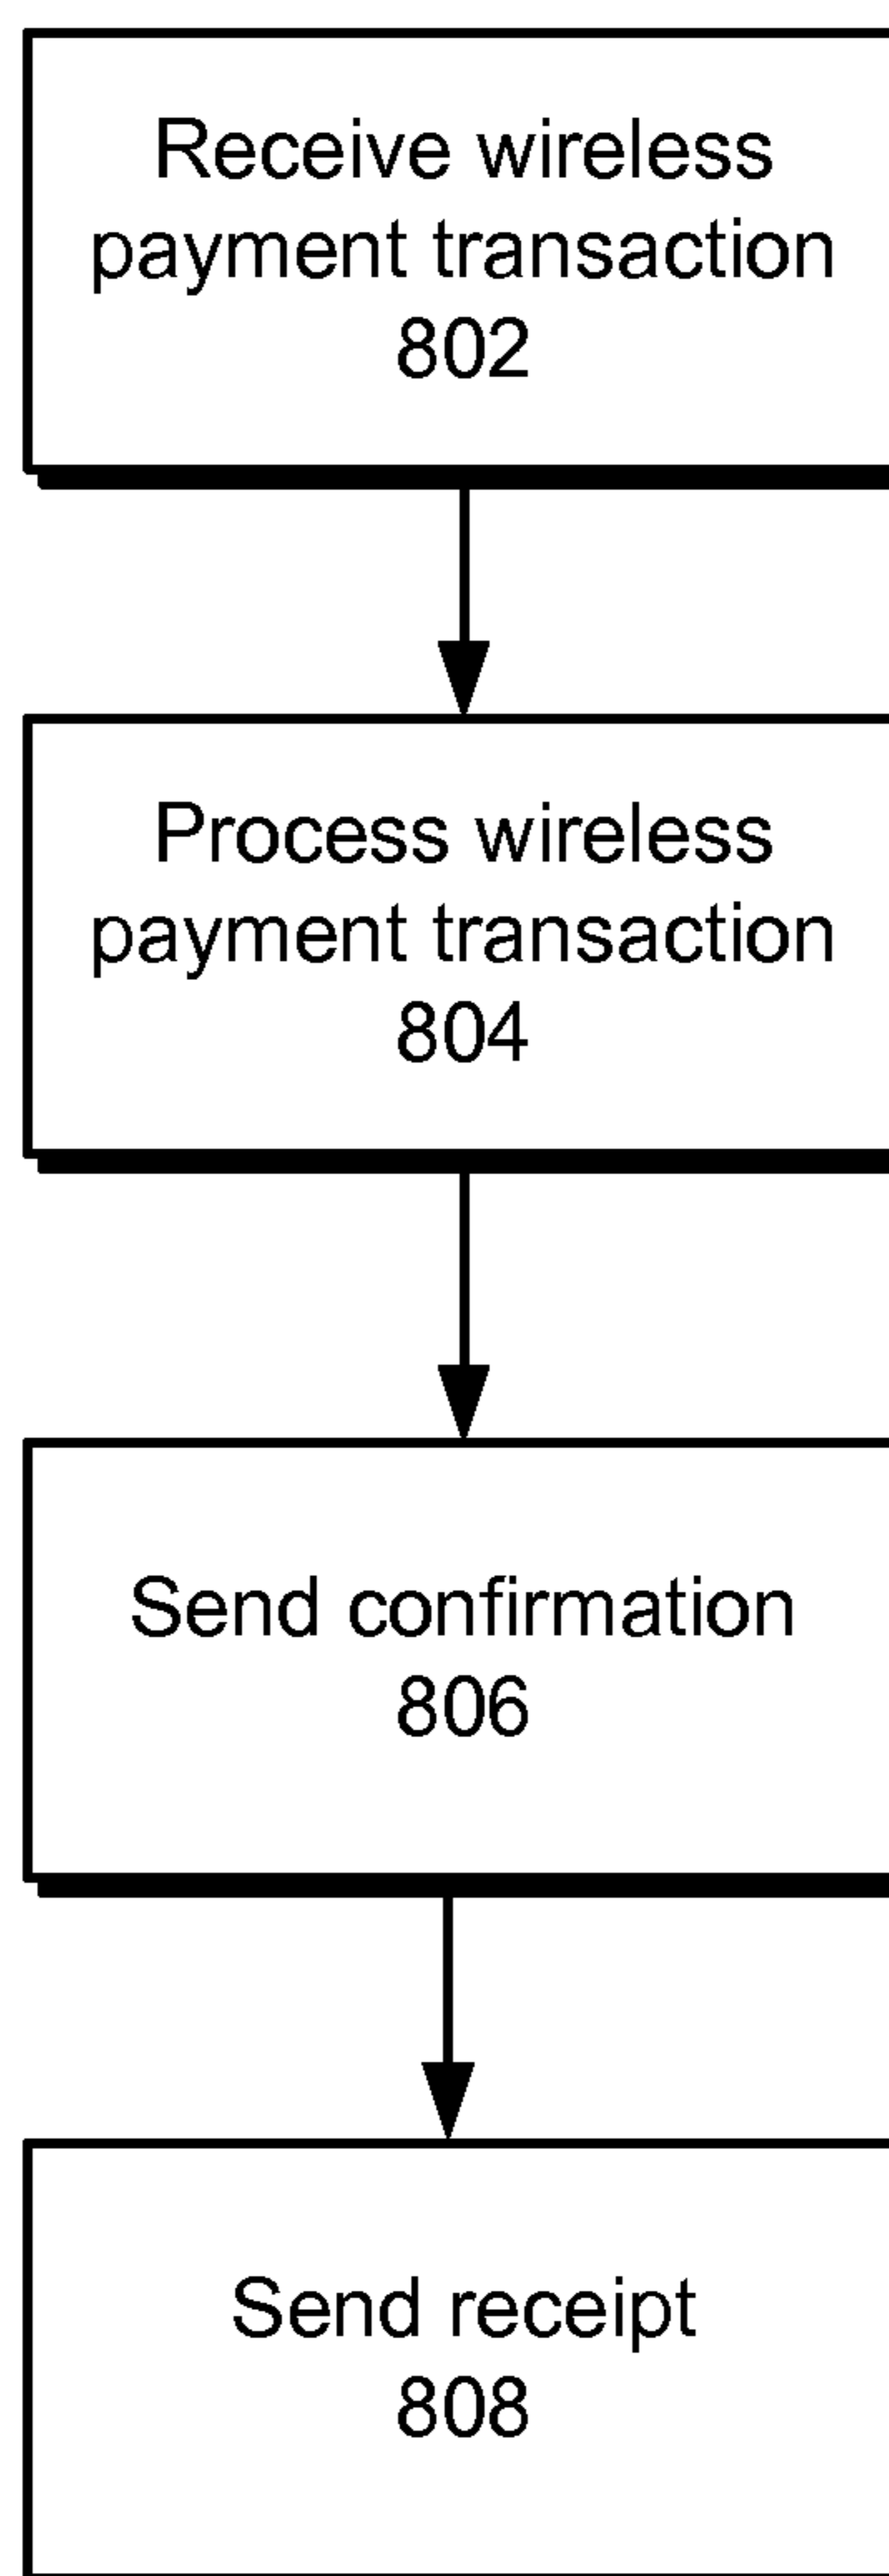 Receive wireless
payment transaction
802
Process wireless
payment transaction
804
Send confirmation
806
Send receipt
808